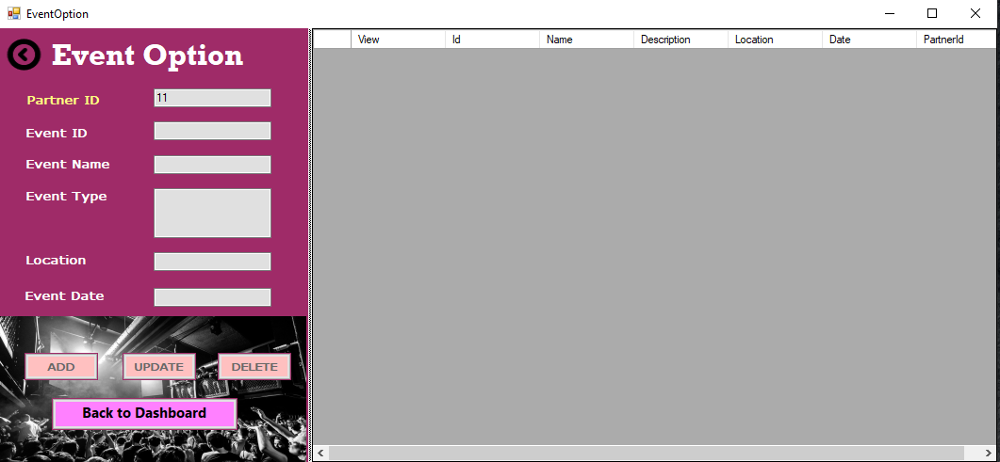 EventOption
Event Option
Partner ID 11
Event ID
Event Name
Event Type
Location
Event Date
ADD UPDATE DELETE
Back to Dashboard
View Id Name Description Location Date PartnerId